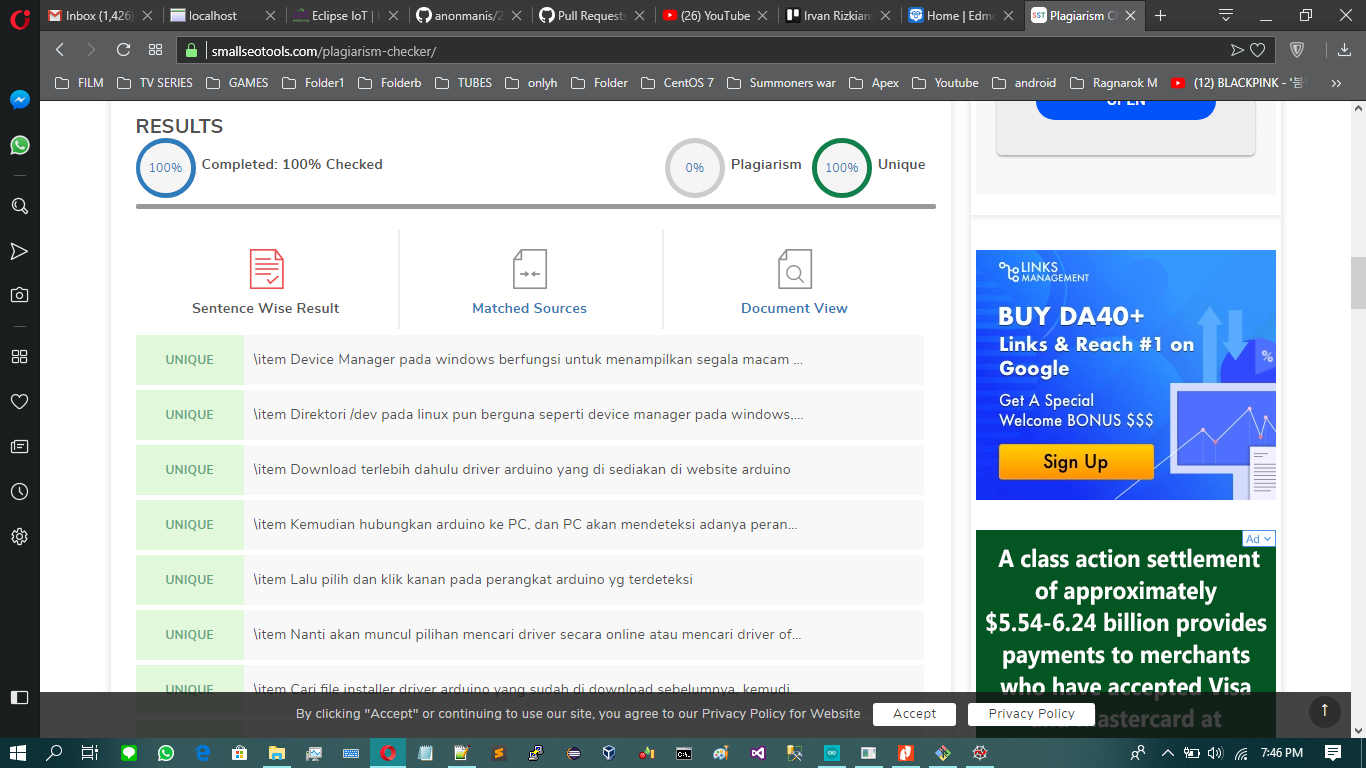 Inbox (1,426)
localhost
Eclipse IoT |
anonmanis/2
Pull Requests
(26) YouTube
Irvan Rizkian
Home | Edm
Plagiarism C
smallseotools.com/plagiarism-checker/
FILM
TV SERIES
GAMES
Folder1
Folderb
TUBES
onlyh
Folder
CentOS 7
Summoners war
Apex
Youtube
android
Ragnarok M
(12) BLACKPINK - '붐
OPEN
RESULTS
100%
Completed: 100% Checked
0%
Plagiarism
100%
Unique
Sentence Wise Result
Matched Sources
Document View
UNIQUE \item Device Manager pada windows berfungsi untuk menampilkan segala macam ...
UNIQUE \item Direktori /dev pada linux pun berguna seperti device manager pada windows,...
UNIQUE \item Download terlebih dahulu driver arduino yang di sediakan di website arduino
UNIQUE \item Kemudian hubungkan arduino ke PC, dan PC akan mendeteksi adanya peran...
UNIQUE \item Lalu pilih dan klik kanan pada perangkat arduino yg terdeteksi
UNIQUE \item Nanti akan muncul pilihan mencari driver secara online atau mencari driver of...
UNIQUE \item Cari file installer driver arduino yang sudah di download sebelumnya, kemudi...
LINKS
MANAGEMENT
BUY DA40+
Links & Reach #1 on
Google
Get A Special
Welcome BONUS $$$
Sign Up
%
Ad
A class action settlement
of approximately
$5.54-6.24 billion provides
payments to merchants
who have accepted Visa
and Mastercard at
By clicking "Accept" or continuing to use our site, you agree to our Privacy Policy for Website
Accept
Privacy Policy
7:46 PM